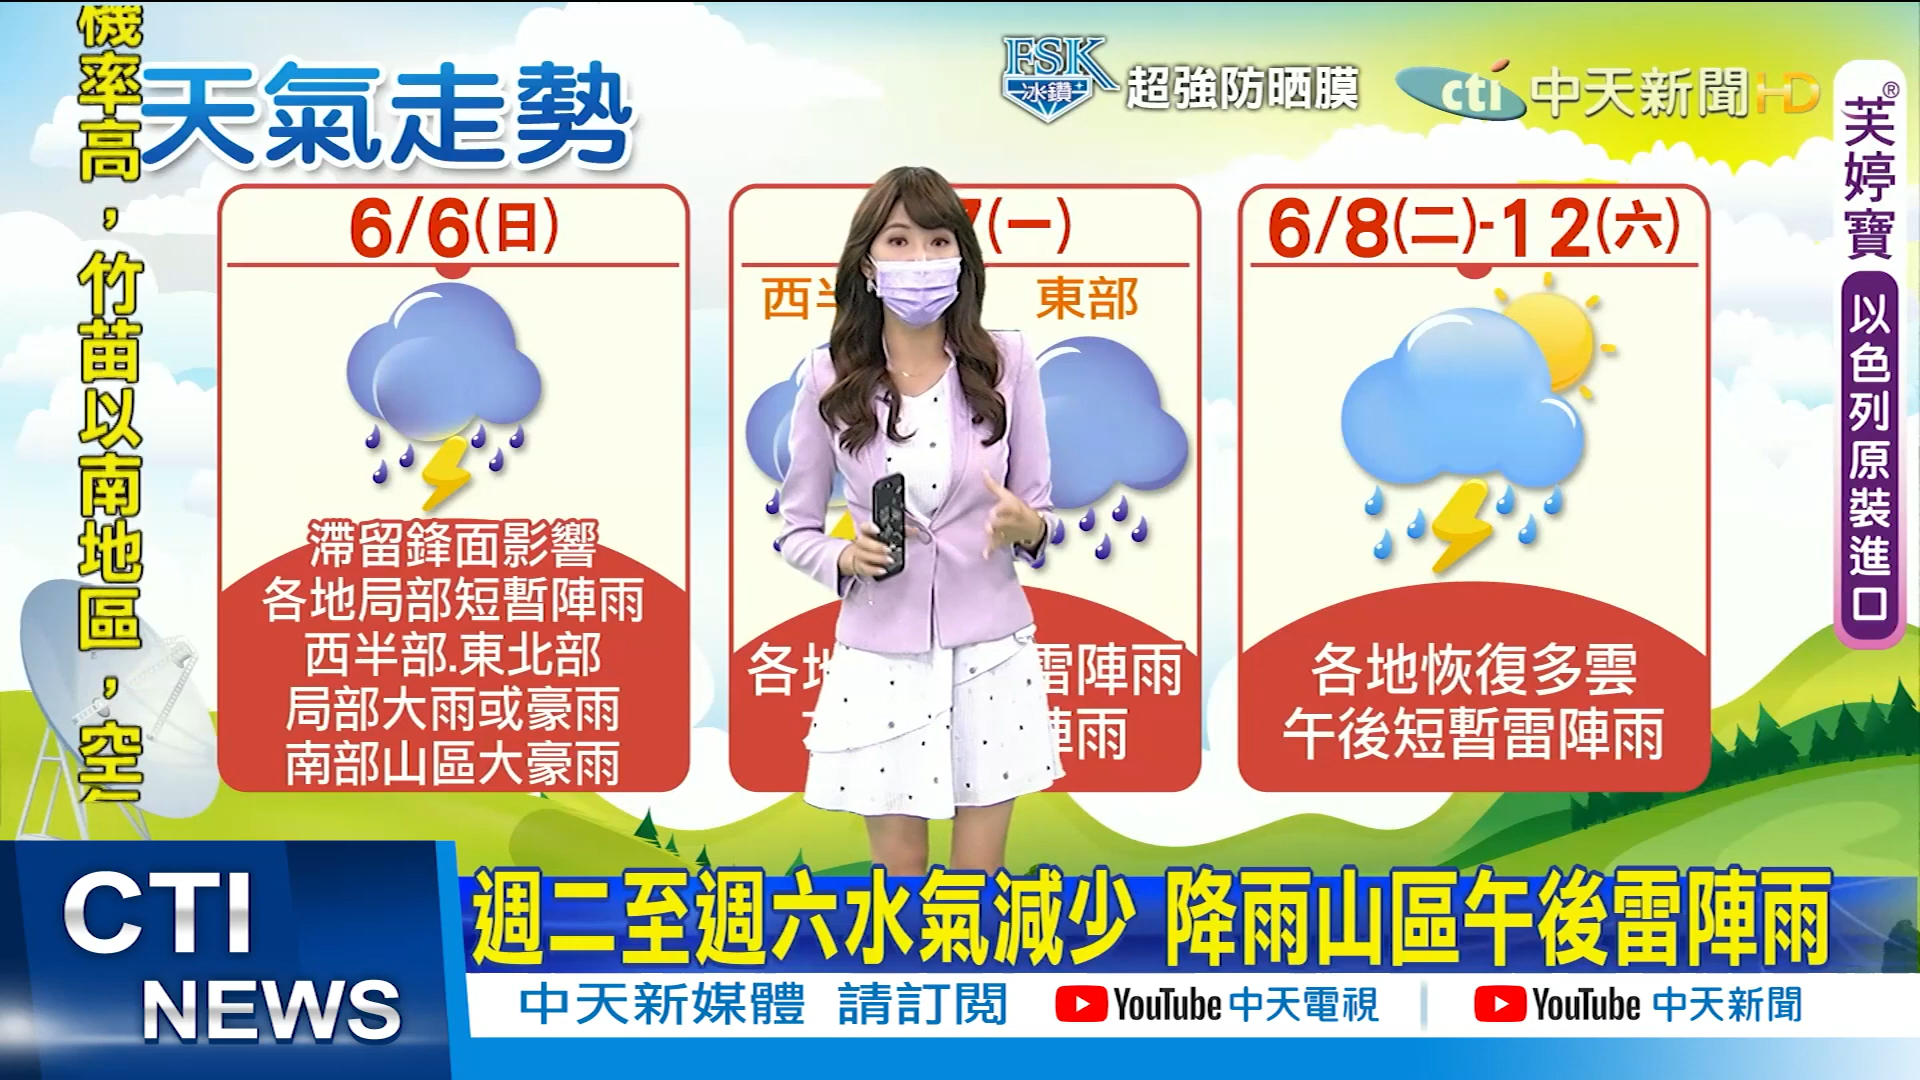 機率高，竹苗以南地區，空
天氣走勢
FSK
冰鑽
超強防晒膜
cti 中天新聞HD
芙婷寶®
以色列原裝進口
6/6(日)
滯留鋒面影響
各地局部短暫陣雨
西半部.東北部
局部大雨或豪雨
南部山區大豪雨
7(一)
西半
東部
各地
雷陣雨
陣雨
6/8(二)-12(六)
各地恢復多雲
午後短暫雷陣雨
CTI
NEWS
週二至週六水氣減少 降雨山區午後雷陣雨
中天新媒體 請訂閱 YouTube 中天電視 | YouTube 中天新聞